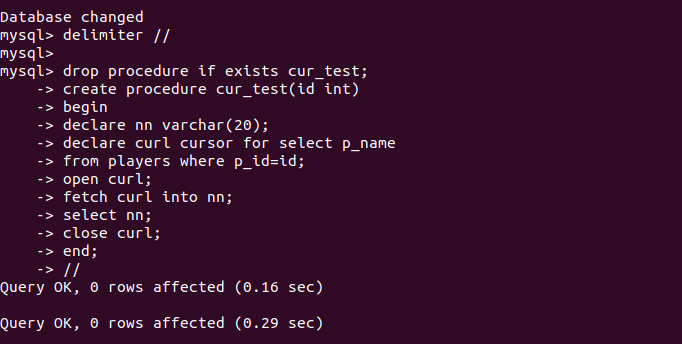 Database changed
mysql> delimiter //
mysql>
mysql> drop procedure if exists cur_test;
    -> create procedure cur_test(id int)
    -> begin
    -> declare nn varchar(20);
    -> declare curl cursor for select p_name
    -> from players where p_id=id;
    -> open curl;
    -> fetch curl into nn;
    -> select nn;
    -> close curl;
    -> end;
    -> //
Query OK, 0 rows affected (0.16 sec)

Query OK, 0 rows affected (0.29 sec)